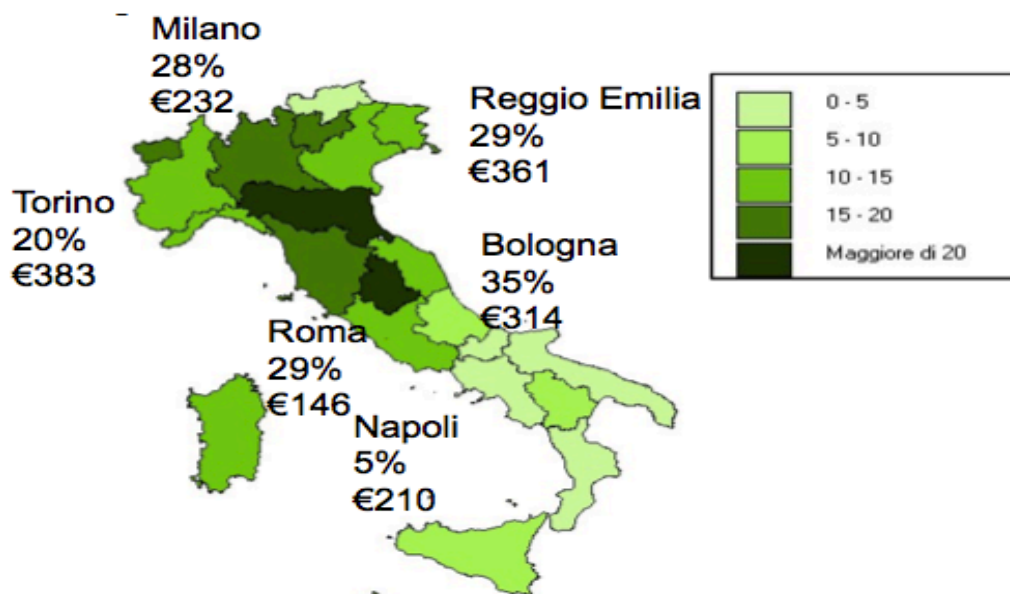 Milano
28%
€232
Reggio Emilia
29%
€361
Torino
20%
€383
Bologna
35%
€314
Roma
29%
€146
Napoli
5%
€210
0 - 5
5 - 10
10 - 15
15 - 20
Maggiore di 20